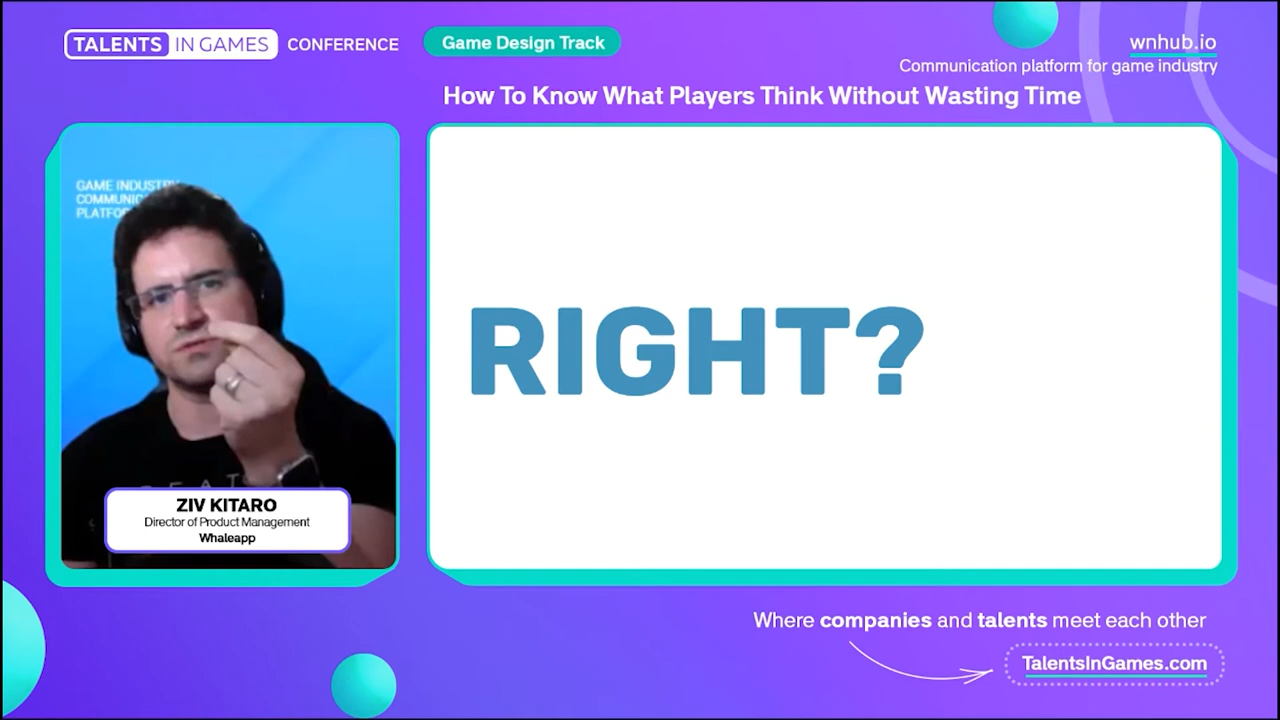 TALENTS IN GAMES CONFERENCE
Game Design Track
wnhub.io
Communication platform for game industry
How To Know What Players Think Without Wasting Time
GAME INDUSTRY
RIGHT?
ZIV KITARO
Director of Product Management
Whaleapp
Where companies and talents meet each other
TalentsInGames.com